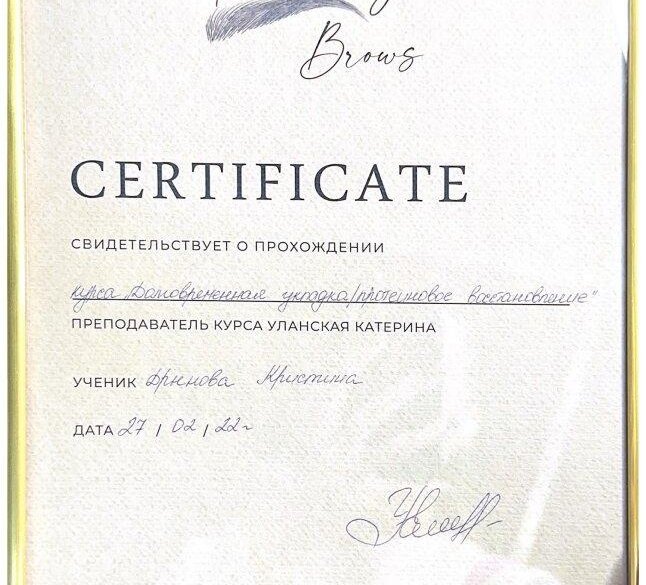 Brows
CERTIFICATE
СВИДЕТЕЛЬСТВУЕТ О ПРОХОЖДЕНИИ
курса „Долговременная укладка/протеиновое восстановление"
ПРЕПОДАВАТЕЛЬ КУРСА УЛАНСКАЯ КАТЕРИНА
УЧЕНИК Кристина
ДАТА 27 / 02 / 22г